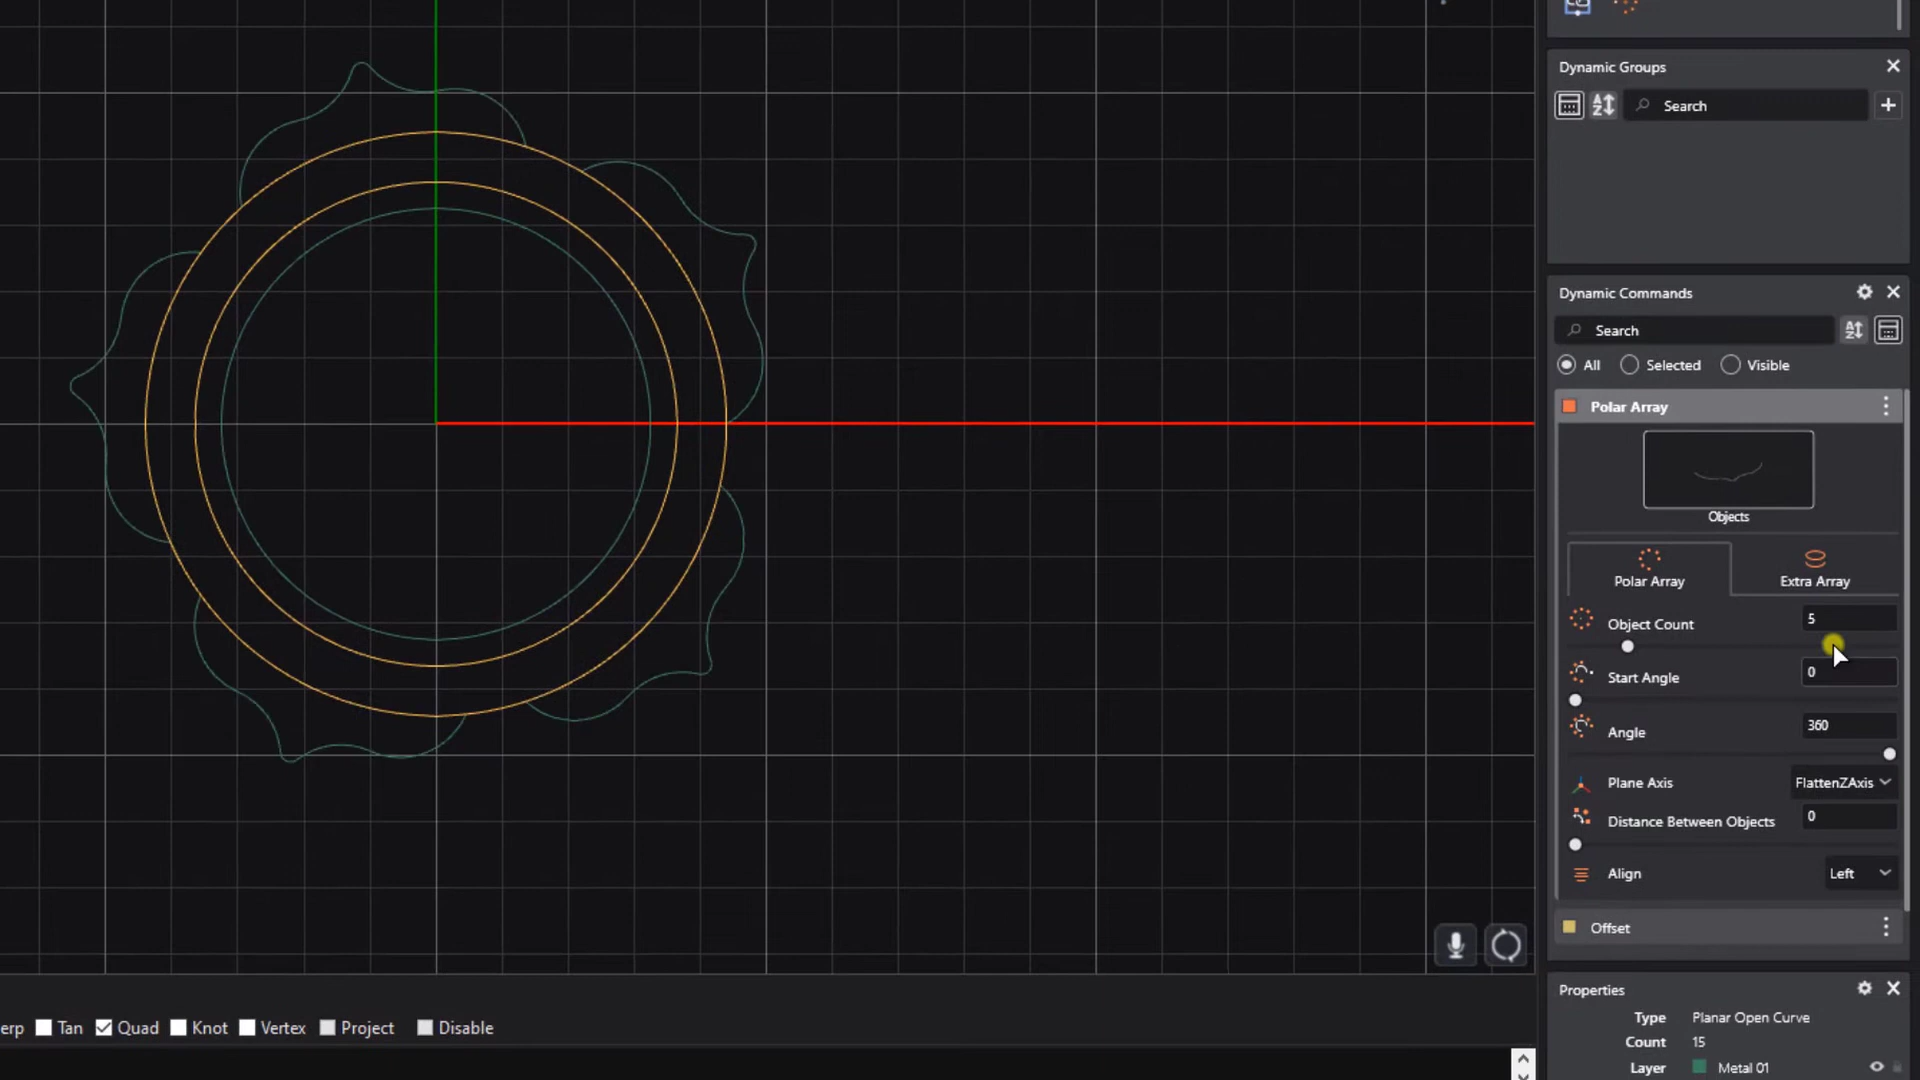 Dynamic Groups
Search
Dynamic Commands
Search
All Selected Visible
Polar Array
Objects
Polar Array Extra Array
Object Count 5
Start Angle 0
Angle 360
Plane Axis FlattenZAxis
Distance Between Objects 0
Align Left
Offset
Properties
Type Planar Open Curve
Count 15
Layer Metal 01
erp Tan Quad Knot Vertex Project Disable